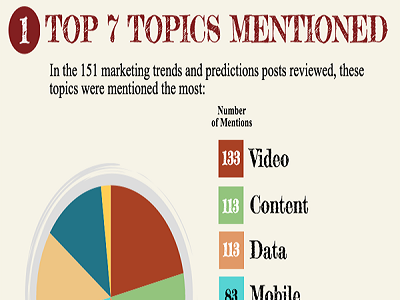 1 TOP 7 TOPICS MENTIONED
In the 151 marketing trends and predictions posts reviewed, these
topics were mentioned the most:
Number
of Mentions
133 Video
113 Content
113 Data
83 Mobile